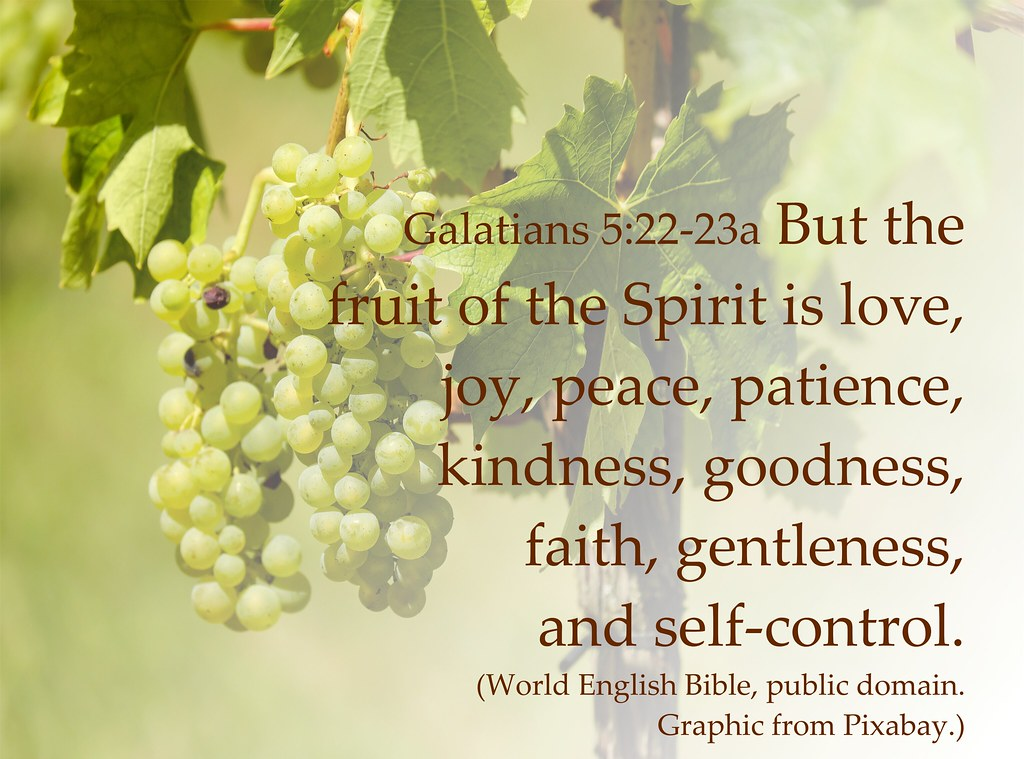 Galatians 5:22-23a But the
fruit of the Spirit is love,
joy, peace, patience,
kindness, goodness,
faith, gentleness,
and self-control.
(World English Bible, public domain.
Graphic from Pixabay.)